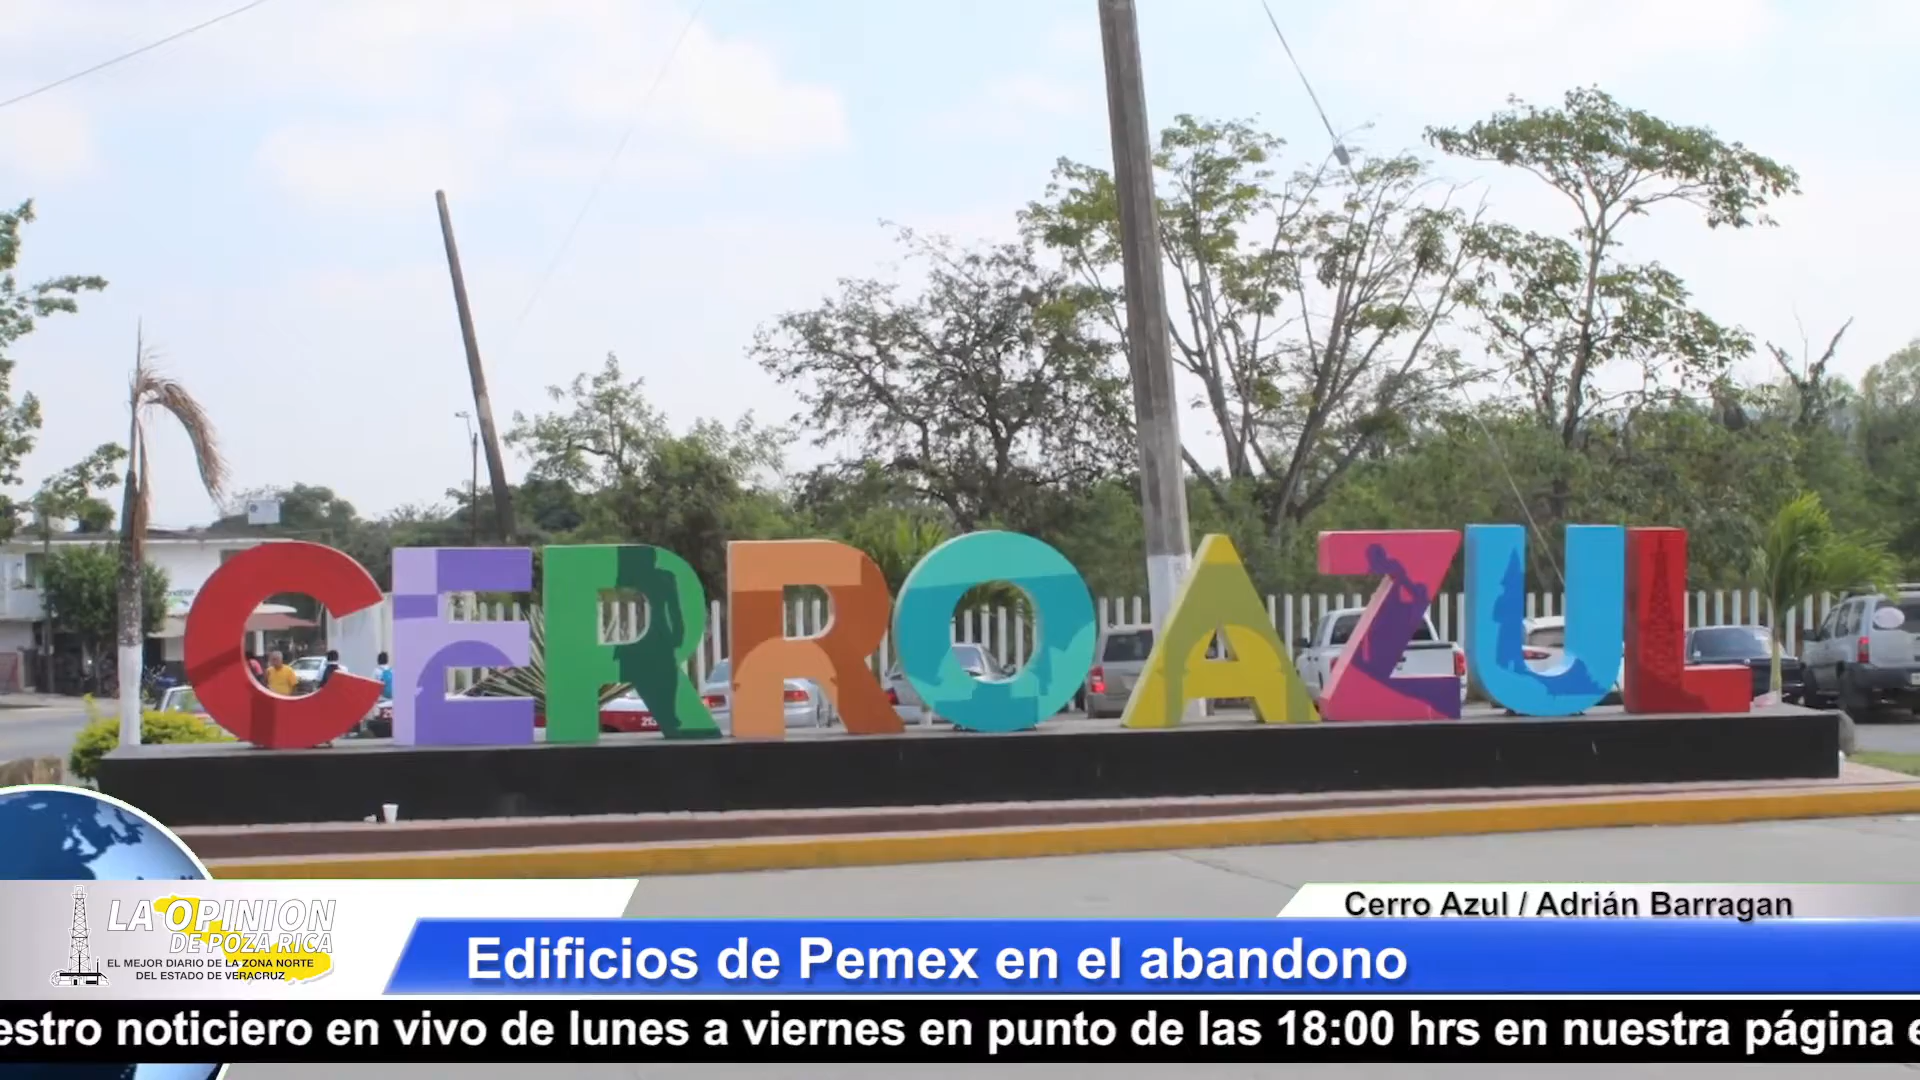 CERRO AZUL
Cerro Azul / Adrián Barragan
LA OPINION
DE POZA RICA
EL MEJOR DIARIO DE LA ZONA NORTE
DEL ESTADO DE VERACRUZ
Edificios de Pemex en el abandono
estro noticiero en vivo de lunes a viernes en punto de las 18:00 hrs en nuestra página e